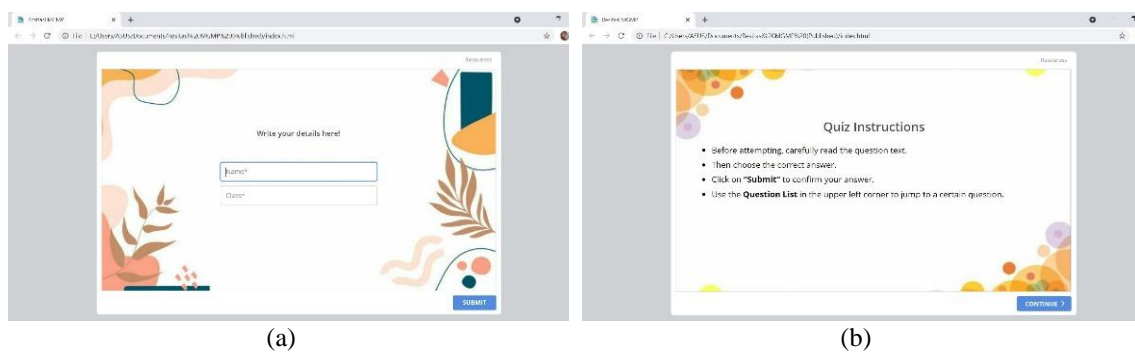 Resources
Write your details here!
Name*
Class*
SUBMIT
(a)
Resources
Quiz Instructions
Before attempting, carefully read the question text.
Then choose the correct answer.
Click on "Submit" to confirm your answer.
Use the Question List in the upper left corner to jump to a certain question.
CONTINUE
(b)